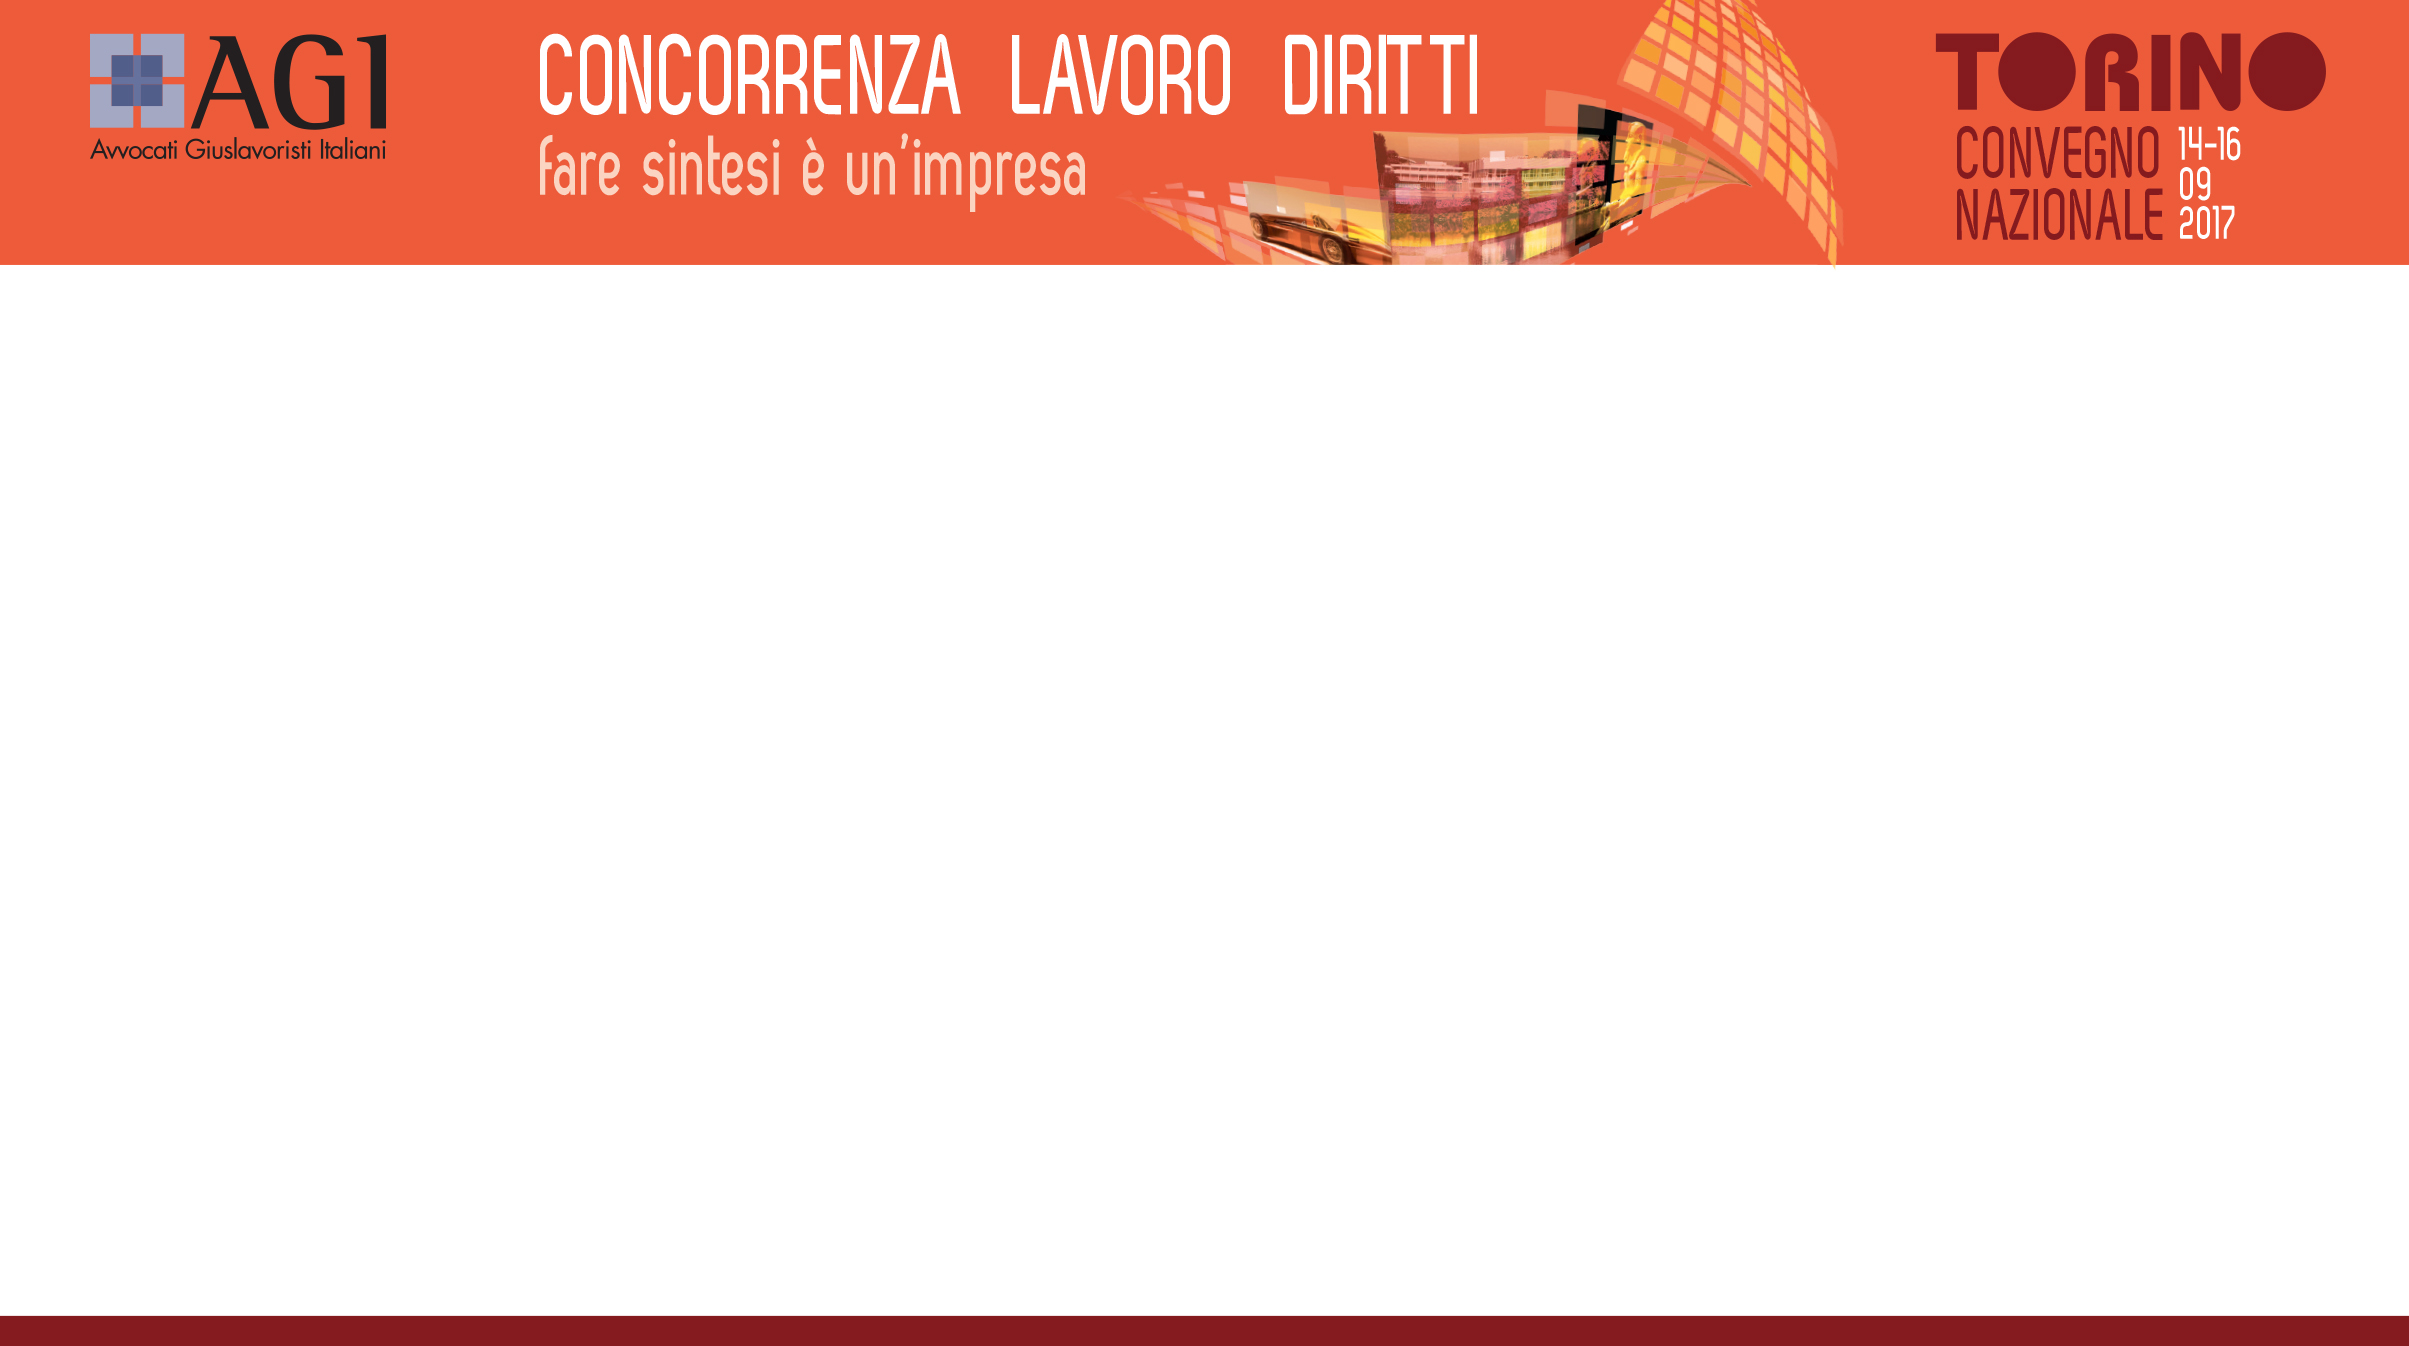 AGI
Avvocati Giuslavoristi Italiani
CONCORRENZA LAVORO DIRITTI
fare sintesi è un'impresa
TORINO
CONVEGNO
NAZIONALE
14-16
09
2017